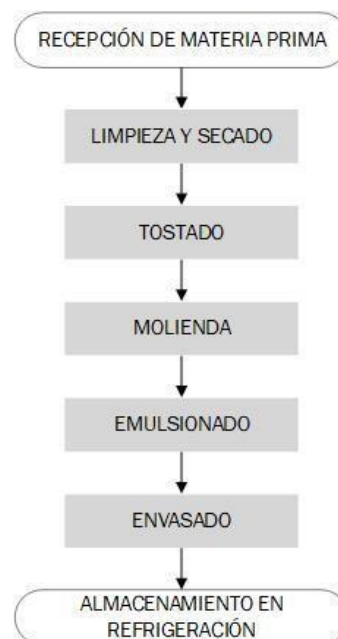 RECEPCIÓN DE MATERIA PRIMA
LIMPIEZA Y SECADO
TOSTADO
MOLIENDA
EMULSIONADO
ENVASADO
ALMACENAMIENTO EN
REFRIGERACIÓN